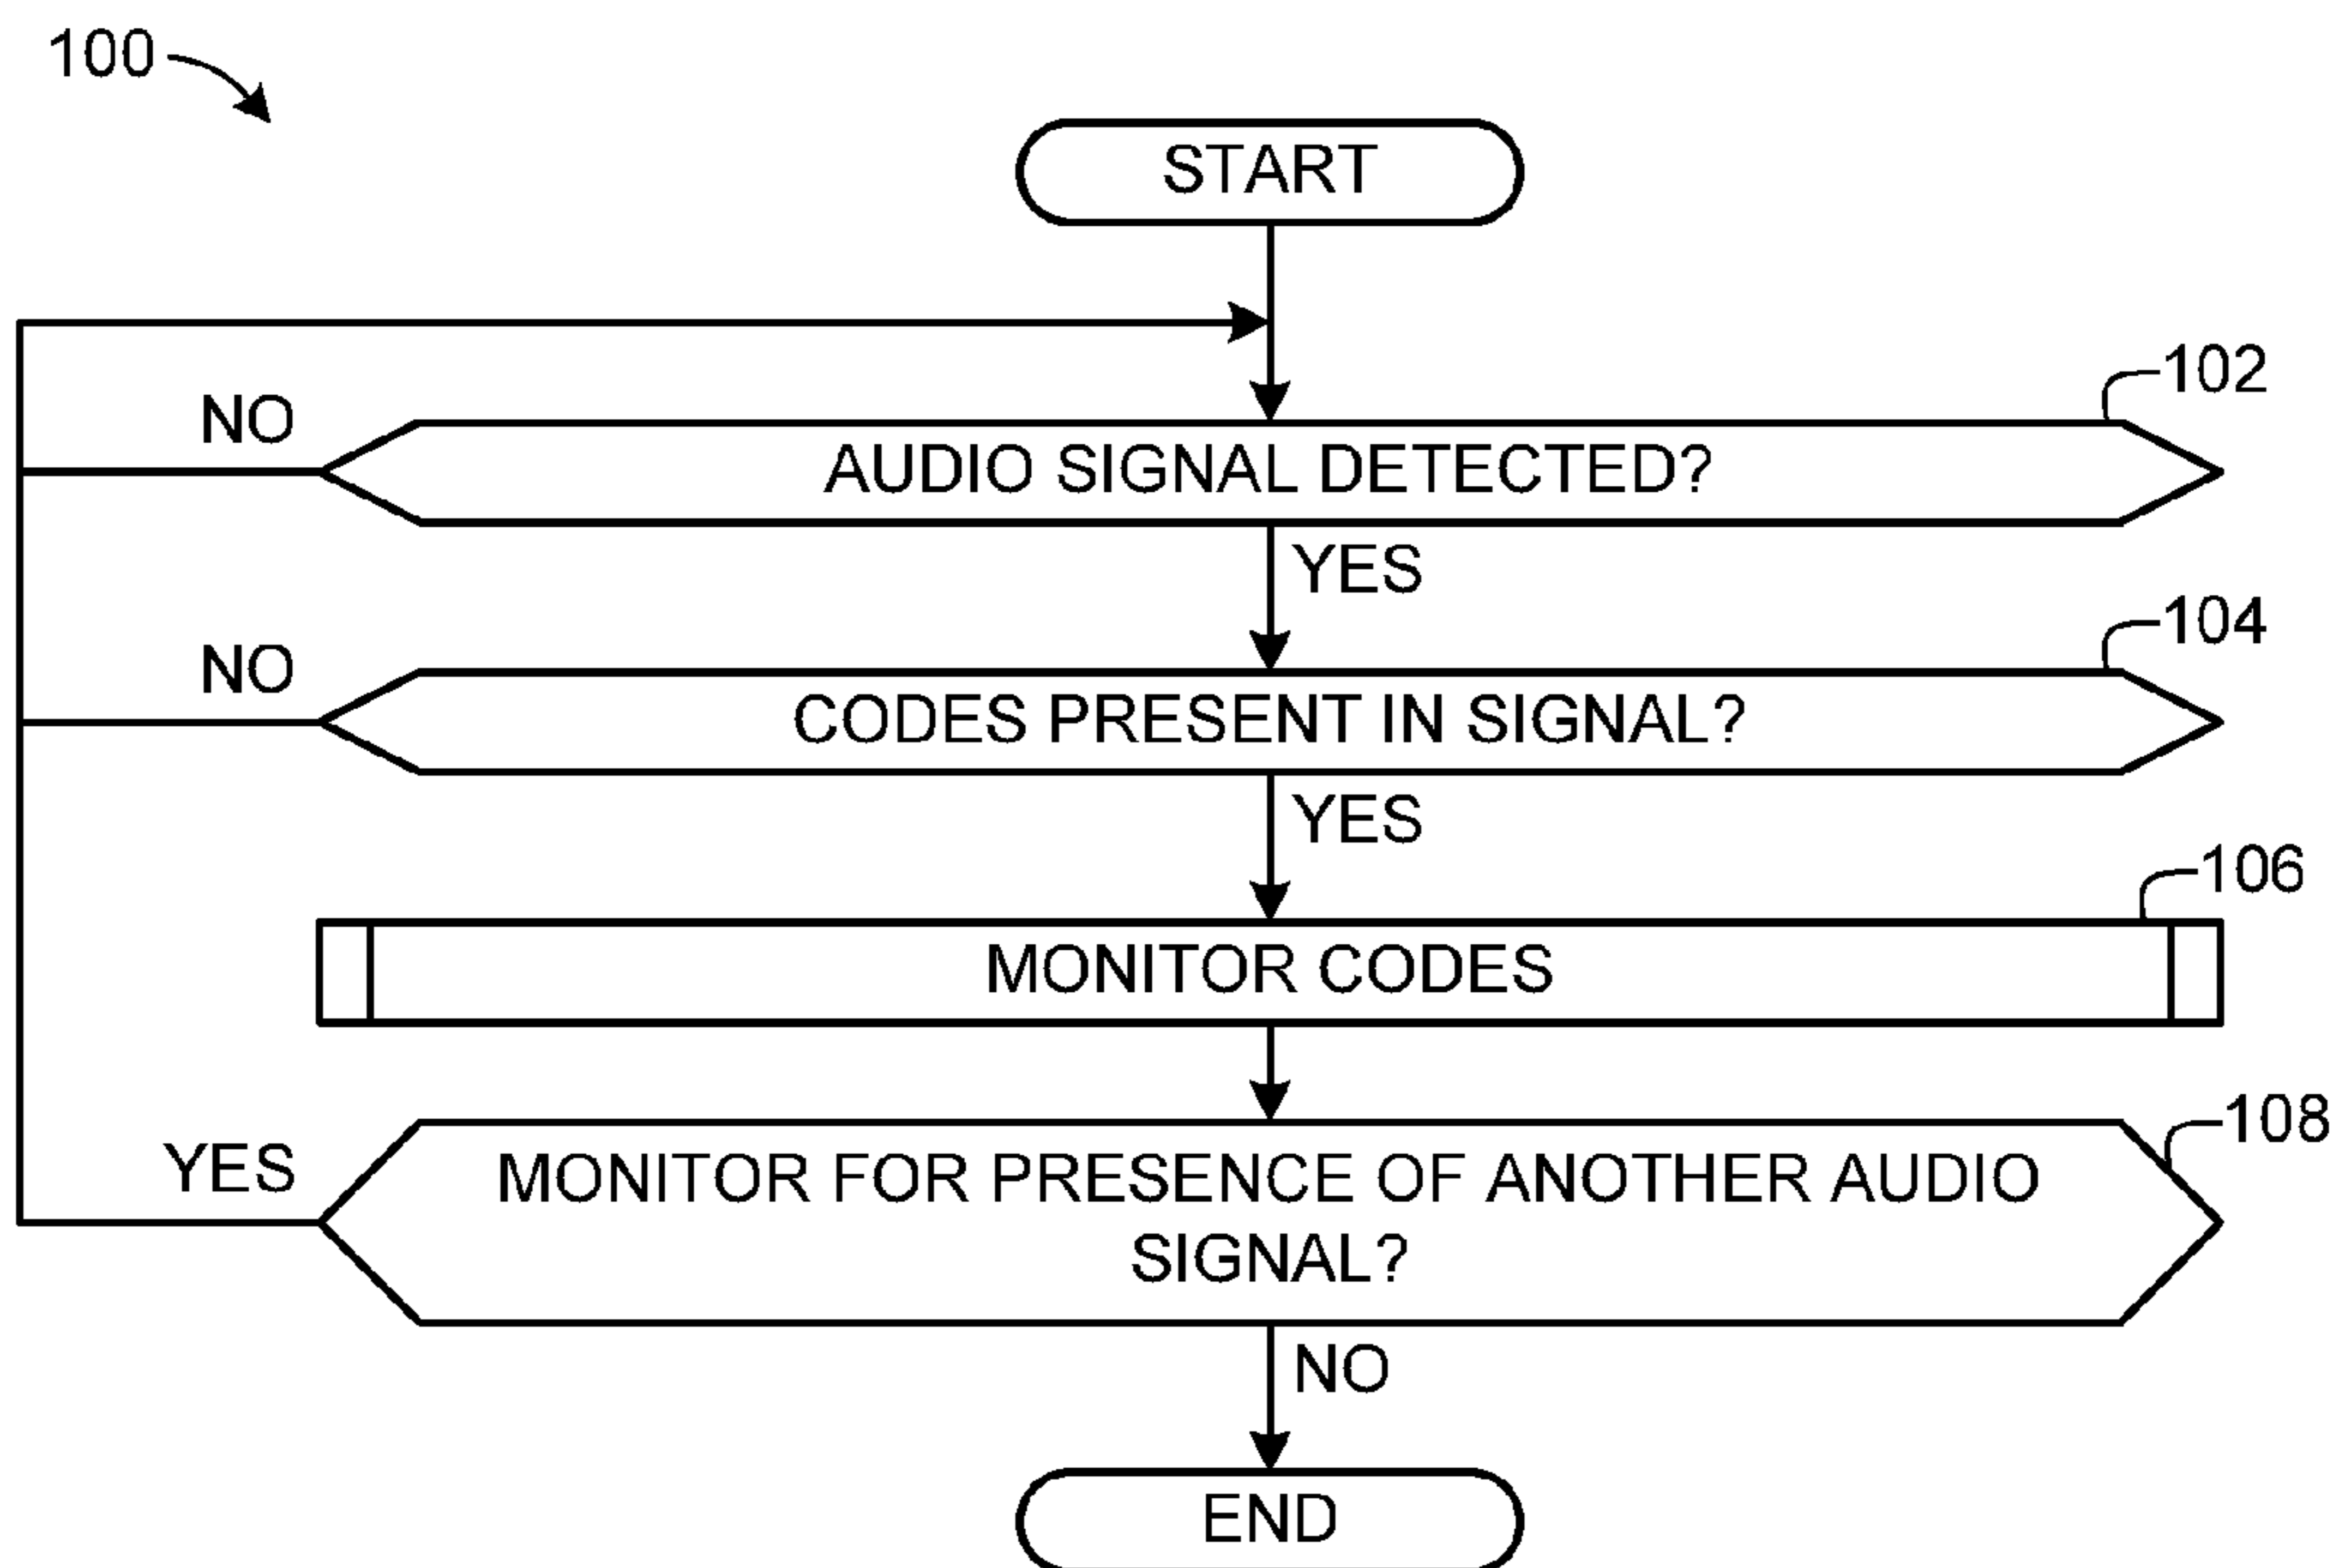 100
START
102
NO
AUDIO SIGNAL DETECTED?
YES
104
NO
CODES PRESENT IN SIGNAL?
YES
106
MONITOR CODES
108
YES
MONITOR FOR PRESENCE OF ANOTHER AUDIO
SIGNAL?
NO
END